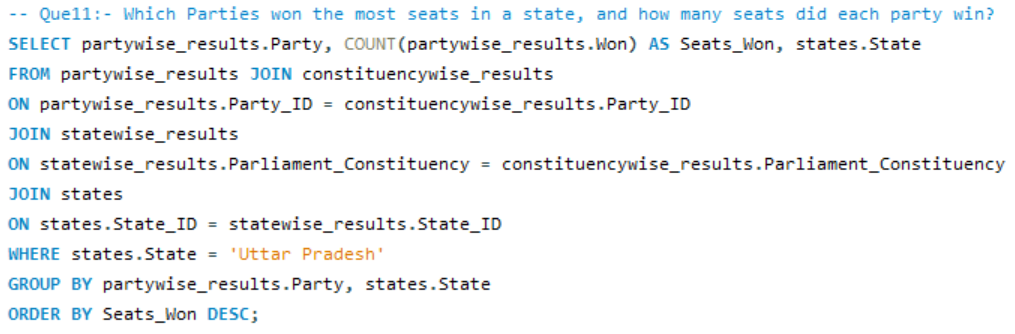 -- Que11:- Which Parties won the most seats in a state, and how many seats did each party win?
SELECT partywise_results.Party, COUNT(partywise_results.Won) AS Seats_Won, states.State
FROM partywise_results JOIN constituencywise_results
ON partywise_results.Party_ID = constituencywise_results.Party_ID
JOIN statewise_results
ON statewise_results.Parliament_Constituency = constituencywise_results.Parliament_Constituency
JOIN states
ON states.State_ID = statewise_results.State_ID
WHERE states.State = 'Uttar Pradesh'
GROUP BY partywise_results.Party, states.State
ORDER BY Seats_Won DESC;